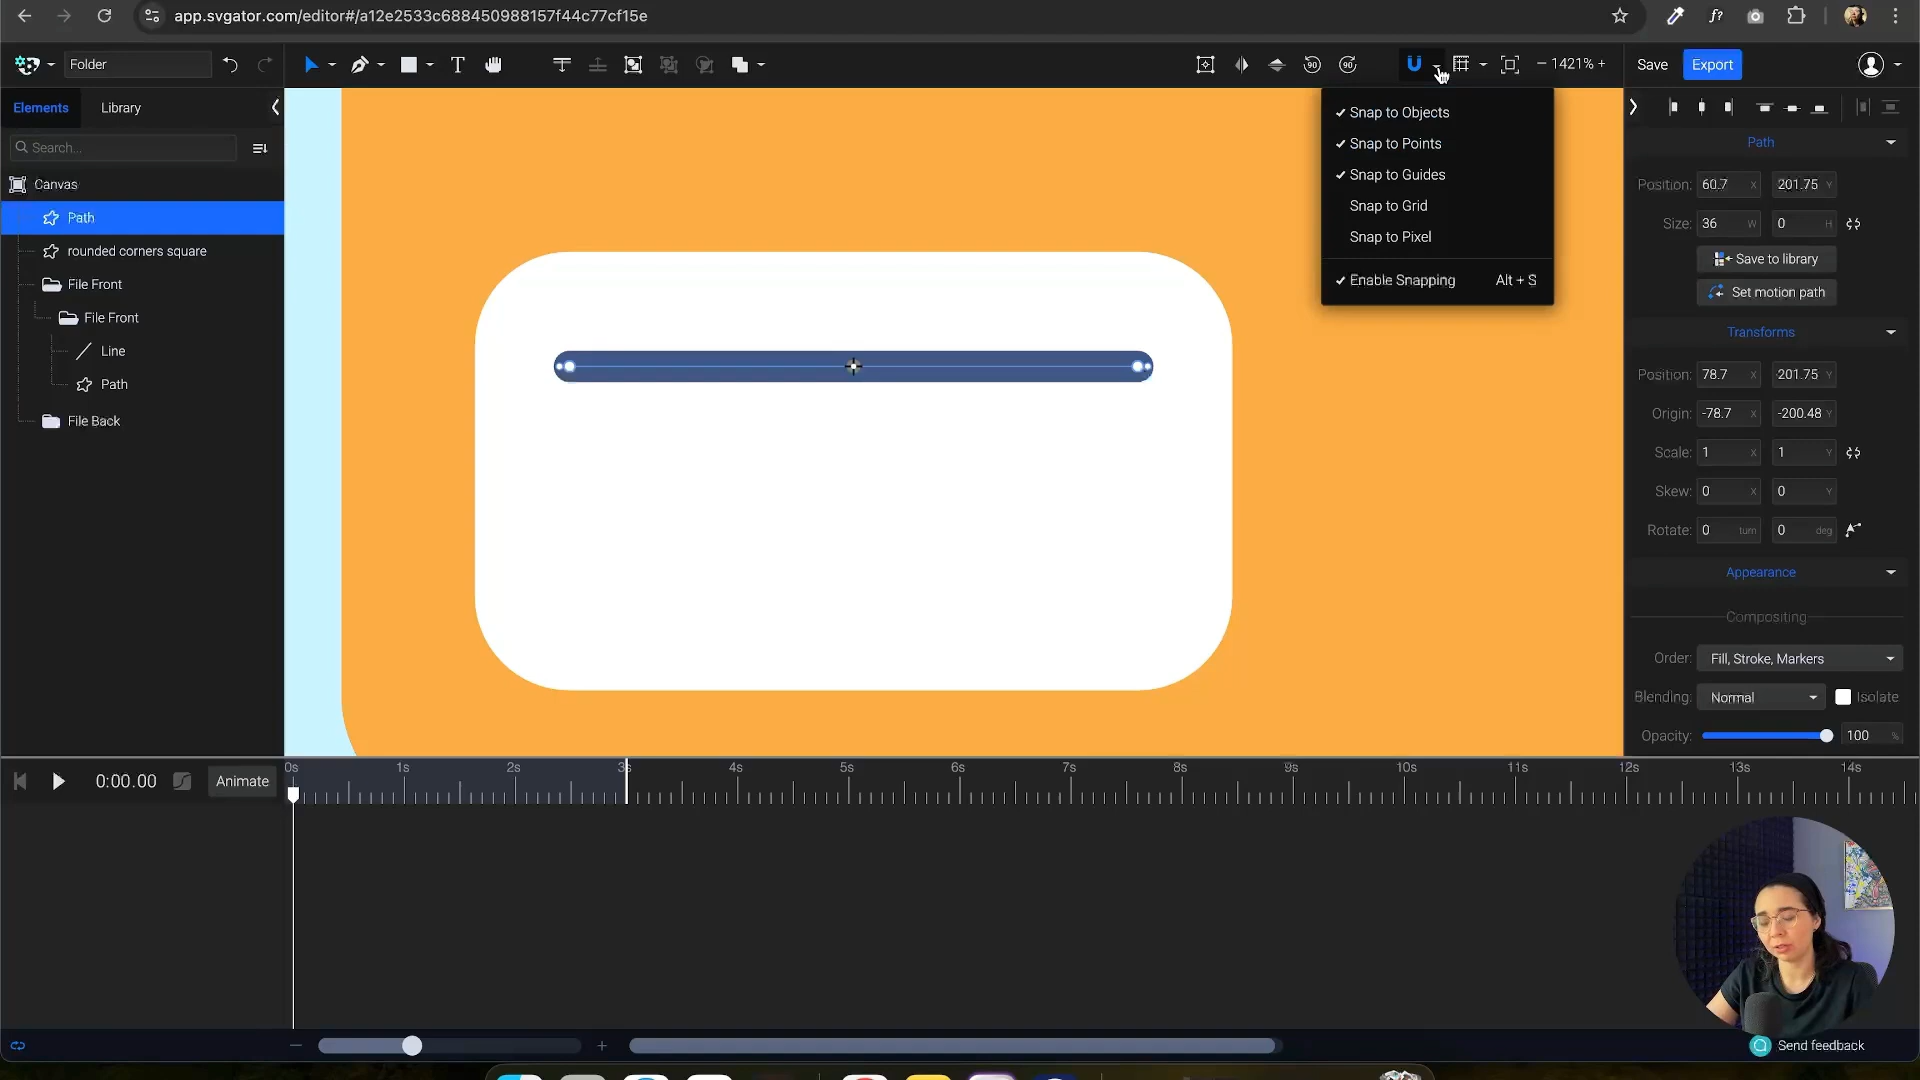 app.svgator.com/editor#/a12e2533c688450988157f44c77cf15e
Folder
T
90
90
1421%
Save
Export
Elements
Library
Search...
Canvas
Path
rounded corners square
File Front
File Front
Line
Path
File Back
Snap to Objects
Snap to Points
Snap to Guides
Snap to Grid
Snap to Pixel
Enable Snapping Alt + S
Path
Position: 60.7 X 201.75 Y
Size: 36 W 0 H
Save to library
Set motion path
Transforms
Position: 78.7 X 201.75 Y
Origin: -78.7 X -200.48 Y
Scale: 1 X 1 Y
Skew: 0 X 0 Y
Rotate: 0 turn 0 deg
Appearance
Compositing
Order: Fill, Stroke, Markers
Blending: Normal Isolate
Opacity: 100 %
0:00.00
Animate
0s 1s 2s 3s 4s 5s 6s 7s 8s 9s 10s 11s 12s 13s 14s
Send feedback